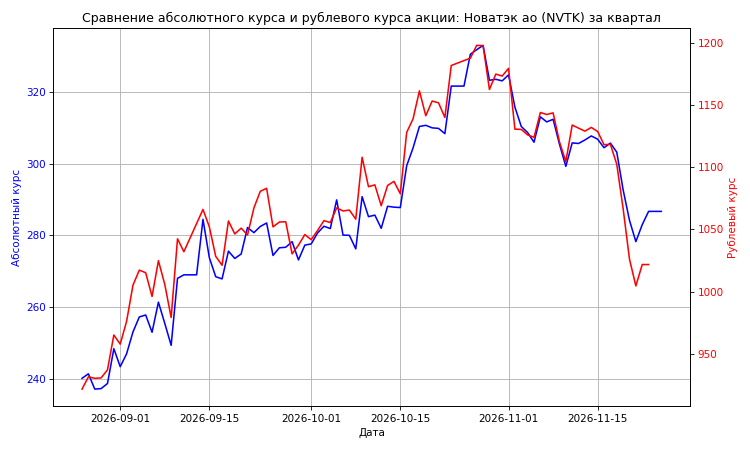 Сравнение абсолютного курса и рублевого курса акции: Новатэк ао (NVTK) за квартал
Абсолютный курс
320
300
280
260
240
1200
1150
1100
1050
1000
950
Рублевый курс
2026-09-01 2026-09-15 2026-10-01 2026-10-15 2026-11-01 2026-11-15
Дата